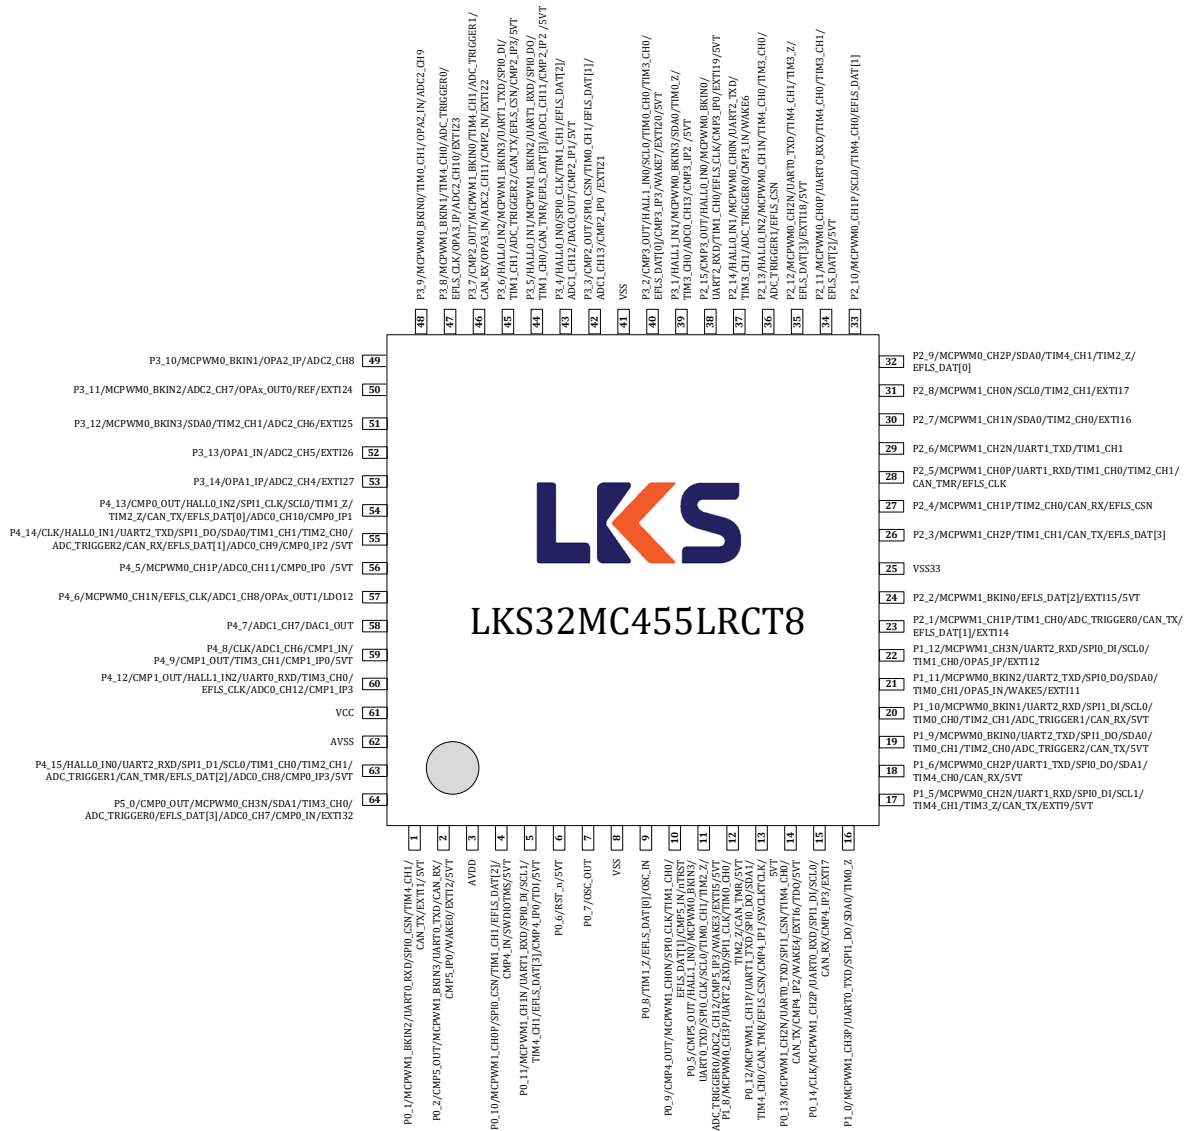 P3_9/MCPWM0_BKIN0/TIM0_CH1/OPA2_IN/ADC2_CH9
P3_8/MCPWM1_BKIN1/TIM4_CH0/ADC_TRIGGER0/
EFLS_CLK/OPA3_IP/ADC2_CH10/EXTI23
P3_7/CMP2_OUT/MCPWM1_BKIN0/TIM4_CH1/ADC_TRIGGER1/
CAN_RX/OPA3_IN/ADC2_CH11/CMP2_IN/EXTI22
P3_6/HALL0_IN2/MCPWM1_BKIN3/UART1_TXD/SPI0_DI/
TIM1_CH1/ADC_TRIGGER2/CAN_TX/EFLS_CSN/CMP2_IP3/5VT
P3_5/HALL0_IN1/MCPWM1_BKIN2/UART1_RXD/SPI0_DO/
TIM1_CH0/CAN_TMR/EFLS_DAT[3]/ADC1_CH11/CMP2_IP2 /5VT
P3_4/HALL0_IN0/SPI0_CLK/TIM1_CH1/EFLS_DAT[2]/
ADC1_CH12/DAC0_OUT/CMP2_IP1/5VT
P3_3/CMP2_OUT/SPI0_CSN/TIM0_CH1/EFLS_DAT[1]/
ADC1_CH13/CMP2_IP0 /EXTI21
VSS
P3_2/CMP3_OUT/HALL1_IN0/SCL0/TIM0_CH0/TIM3_CH0/
EFLS_DAT[0]/CMP3_IP3/WAKE7/EXTI20/5VT
P3_1/HALL1_IN1/MCPWM0_BKIN3/SDA0/TIM0_Z/
TIM3_CH0/ADC0_CH13/CMP3_IP2 /5VT
P2_15/CMP3_OUT/HALL0_IN0/MCPWM0_BKIN0/
UART2_RXD/TIM1_CH0/EFLS_CLK/CMP3_IP0/EXTI19/5VT
P2_14/HALL0_IN1/MCPWM0_CH0N/UART2_TXD/
TIM3_CH1/ADC_TRIGGER0/CMP3_IN/WAKE6
P2_13/HALL0_IN2/MCPWM0_CH1N/TIM4_CH0/TIM3_CH0/
ADC_TRIGGER1/EFLS_CSN
P2_12/MCPWM0_CH2N/UART0_TXD/TIM4_CH1/TIM3_Z/
EFLS_DAT[3]/EXTI18/5VT
P2_11/MCPWM0_CH0P/UART0_RXD/TIM4_CH0/TIM3_CH1/
EFLS_DAT[2]/5VT
P2_10/MCPWM0_CH1P/SCL0/TIM4_CH0/EFLS_DAT[1]
48
47
46
45
44
43
42
41
40
39
38
37
36
35
34
33
P3_10/MCPWM0_BKIN1/OPA2_IP/ADC2_CH8
49
P3_11/MCPWM0_BKIN2/ADC2_CH7/OPAx_OUT0/REF/EXTI24
50
P3_12/MCPWM0_BKIN3/SDA0/TIM2_CH1/ADC2_CH6/EXTI25
51
P3_13/OPA1_IN/ADC2_CH5/EXTI26
52
P3_14/OPA1_IP/ADC2_CH4/EXTI27
53
P4_13/CMP0_OUT/HALL0_IN2/SPI1_CLK/SCL0/TIM1_Z/
TIM2_Z/CAN_TX/EFLS_DAT[0]/ADC0_CH10/CMP0_IP1
54
P4_14/CLK/HALL0_IN1/UART2_TXD/SPI1_DO/SDA0/TIM1_CH1/TIM2_CH0/
ADC_TRIGGER2/CAN_RX/EFLS_DAT[1]/ADC0_CH9/CMP0_IP2 /5VT
55
P4_5/MCPWM0_CH1P/ADC0_CH11/CMP0_IP0 /5VT
56
P4_6/MCPWM0_CH1N/EFLS_CLK/ADC1_CH8/OPAx_OUT1/LDO12
57
P4_7/ADC1_CH7/DAC1_OUT
58
P4_8/CLK/ADC1_CH6/CMP1_IN/
P4_9/CMP1_OUT/TIM3_CH1/CMP1_IP0/5VT
59
P4_12/CMP1_OUT/HALL1_IN2/UART0_RXD/TIM3_CH0/
EFLS_CLK/ADC0_CH12/CMP1_IP3
60
VCC
61
AVSS
62
P4_15/HALL0_IN0/UART2_RXD/SPI1_D1/SCL0/TIM1_CH0/TIM2_CH1/
ADC_TRIGGER1/CAN_TMR/EFLS_DAT[2]/ADC0_CH8/CMP0_IP3/5VT
63
P5_0/CMP0_OUT/MCPWM0_CH3N/SDA1/TIM3_CH0/
ADC_TRIGGER0/EFLS_DAT[3]/ADC0_CH7/CMP0_IN/EXTI32
64
LKS
LKS32MC455LRCT8
32
P2_9/MCPWM0_CH2P/SDA0/TIM4_CH1/TIM2_Z/
EFLS_DAT[0]
31
P2_8/MCPWM1_CH0N/SCL0/TIM2_CH1/EXTI17
30
P2_7/MCPWM1_CH1N/SDA0/TIM2_CH0/EXTI16
29
P2_6/MCPWM1_CH2N/UART1_TXD/TIM1_CH1
28
P2_5/MCPWM1_CH0P/UART1_RXD/TIM1_CH0/TIM2_CH1/
CAN_TMR/EFLS_CLK
27
P2_4/MCPWM1_CH1P/TIM2_CH0/CAN_RX/EFLS_CSN
26
P2_3/MCPWM1_CH2P/TIM1_CH1/CAN_TX/EFLS_DAT[3]
25
VSS33
24
P2_2/MCPWM1_BKIN0/EFLS_DAT[2]/EXTI15/5VT
23
P2_1/MCPWM1_CH1P/TIM1_CH0/ADC_TRIGGER0/CAN_TX/
EFLS_DAT[1]/EXTI14
22
P1_12/MCPWM1_CH3N/UART2_RXD/SPI0_DI/SCL0/
TIM1_CH0/OPA5_IP/EXTI12
21
P1_11/MCPWM0_BKIN2/UART2_TXD/SPI0_DO/SDA0/
TIM0_CH1/OPA5_IN/WAKE5/EXTI11
20
P1_10/MCPWM0_BKIN1/UART2_RXD/SPI1_DI/SCL0/
TIM0_CH0/TIM2_CH1/ADC_TRIGGER1/CAN_RX/5VT
19
P1_9/MCPWM0_BKIN0/UART2_TXD/SPI1_DO/SDA0/
TIM0_CH1/TIM2_CH0/ADC_TRIGGER2/CAN_TX/5VT
18
P1_6/MCPWM0_CH2P/UART1_TXD/SPI0_DO/SDA1/
TIM4_CH0/CAN_RX/5VT
17
P1_5/MCPWM0_CH2N/UART1_RXD/SPI0_DI/SCL1/
TIM4_CH1/TIM3_Z/CAN_TX/EXTI9/5VT
1
2
3
4
5
6
7
8
9
10
11
12
13
14
15
16
P0_1/MCPWM1_BKIN2/UART0_RXD/SPI0_CSN/TIM4_CH1/
CAN_TX/EXTI1/5VT
P0_2/CMP5_OUT/MCPWM1_BKIN3/UART0_TXD/CAN_RX/
CMP5_IP0/WAKE0/EXTI2/5VT
AVDD
P0_10/MCPWM1_CH0P/SPI0_CSN/TIM1_CH1/EFLS_DAT[2]/
CMP4_IN/SWDIOTMS/5VT
P0_11/MCPWM1_CH1N/UART1_RXD/SPI0_DI/SCL1/
TIM4_CH1/EFLS_DAT[3]/CMP4_IP0/TDI/5VT
P0_6/RST_n/5VT
P0_7/OSC_OUT
VSS
P0_8/TIM1_Z/EFLS_DAT[0]/OSC_IN
P0_9/CMP4_OUT/MCPWM1_CH0N/SPI0_CLK/TIM1_CH0/
EFLS_DAT[1]/CMP5_IN/nTRST
P0_5/CMP5_OUT/HALL1_IN0/MCPWM0_BKIN3/
UART0_TXD/SPI0_CLK/SCL0/TIM0_CH1/TIM2_Z/
ADC_TRIGGER0/ADC2_CH12/CMP5_IP3/WAKE3/EXTI5/5VT
P1_8/MCPWM0_CH3P/UART2_RXD/SPI1_CLK/TIM0_CH0/
TIM2_Z/CAN_TMR/5VT
P0_12/MCPWM1_CH1P/UART1_TXD/SPI0_DO/SDA1/
TIM4_CH0/CAN_TMR/EFLS_CSN/CMP4_IP1/SWCLKTCLK/
5VT
P0_13/MCPWM1_CH2N/UART0_TXD/SPI1_CSN/TIM4_CH0/
CAN_TX/CMP4_IP2/WAKE4/EXTI6/TDO/5VT
P0_14/CLK/MCPWM1_CH2P/UART0_RXD/SPI1_DI/SCL0/
CAN_RX/CMP4_IP3/EXTI7
P1_0/MCPWM1_CH3P/UART0_TXD/SPI1_DO/SDA0/TIM0_Z